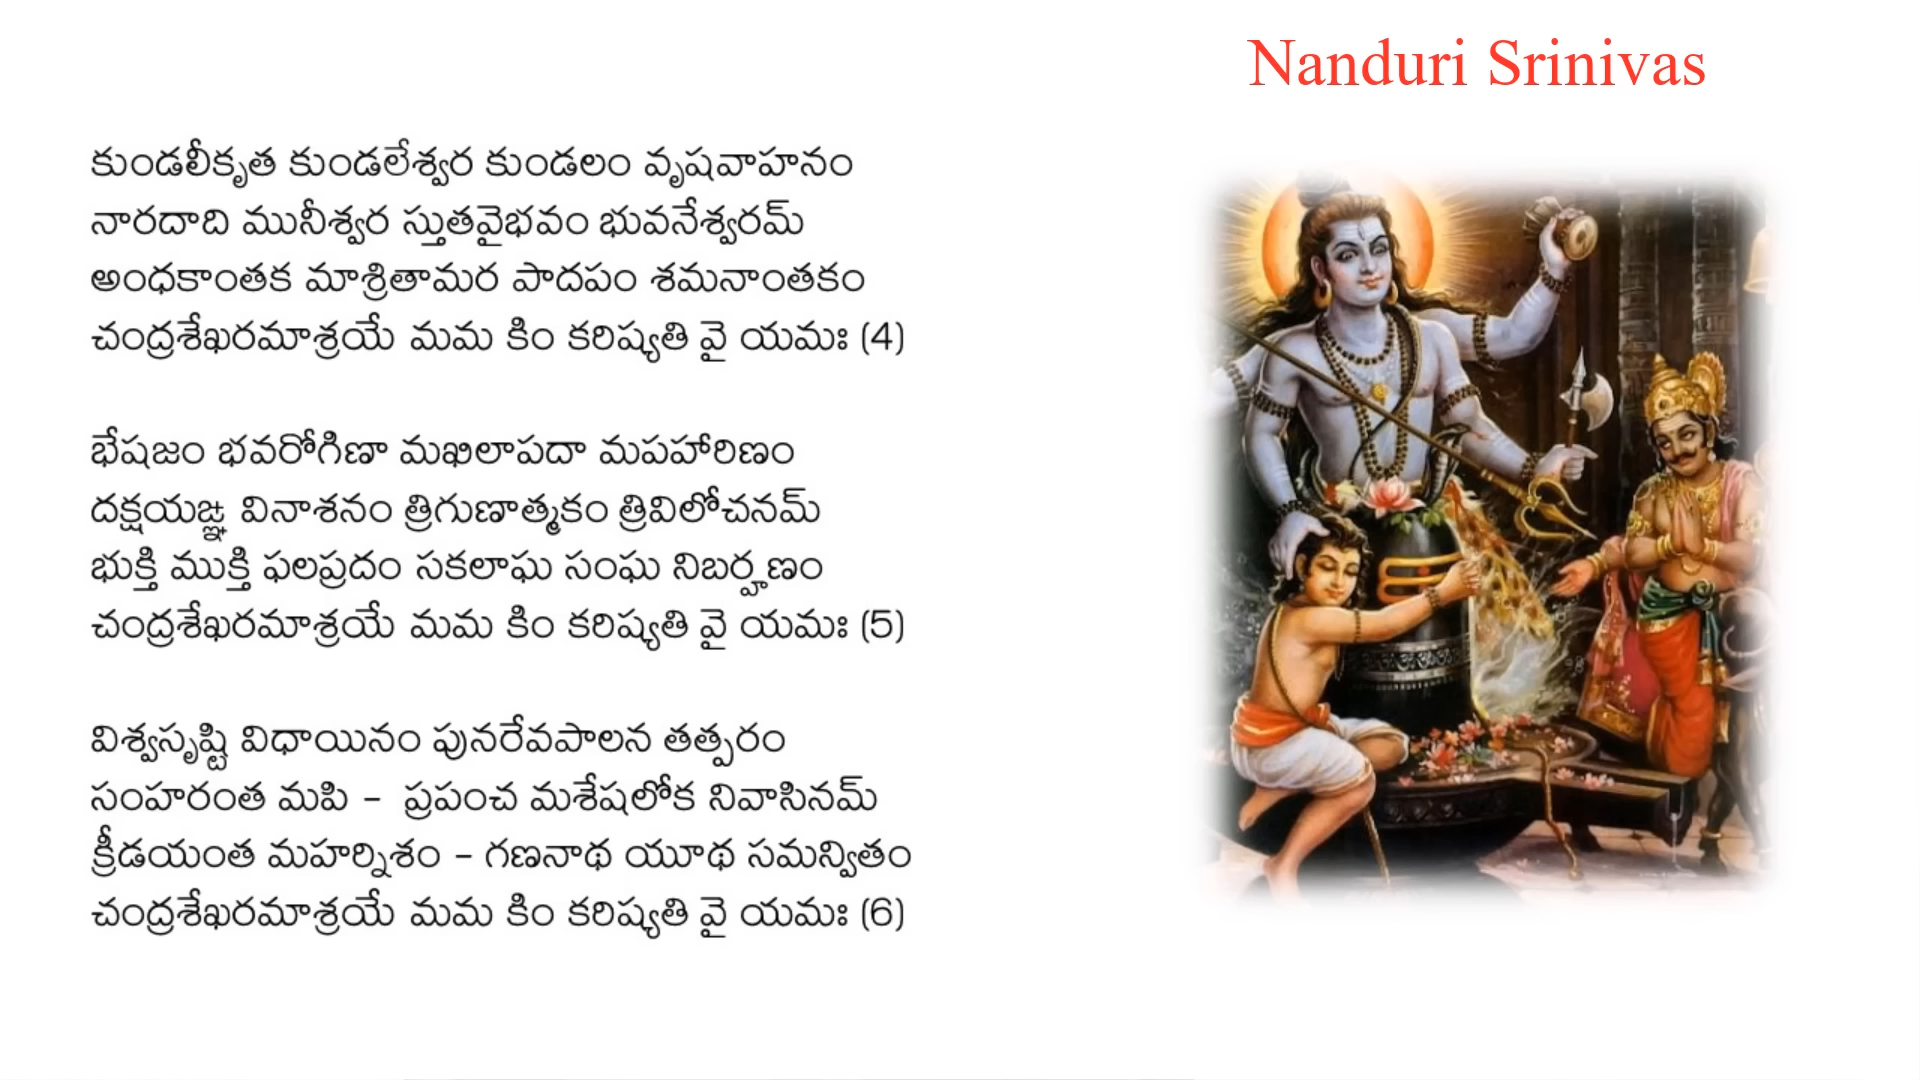 Nanduri Srinivas
కుండలీకృత కుండలేశ్వర కుండలం వృషవాహనం
నారదాది మునీశ్వర స్తుతవైభవం భువనేశ్వరమ్
అంధకాంతక మాశ్రితామర పాదపం శమనాంతకం
చంద్రశేఖరమాశ్రయే మమ కిం కరిష్యతి వై యమః (4)
భేషజం భవరోగిణా మఖిలాపదా మపహారిణం
దక్షయఙ్ఞ వినాశనం త్రిగుణాత్మకం త్రివిలోచనమ్
భుక్తి ముక్తి ఫలప్రదం సకలాఘ సంఘ నిబర్హణం
చంద్రశేఖరమాశ్రయే మమ కిం కరిష్యతి వై యమః (5)
విశ్వసృష్టి విధాయినం పునరేవపాలన తత్పరం
సంహరంత మపి – ప్రపంచ మశేషలోక నివాసినమ్
క్రీడయంత మహర్నిశం – గణనాథ యూథ సమన్వితం
చంద్రశేఖరమాశ్రయే మమ కిం కరిష్యతి వై యమః (6)